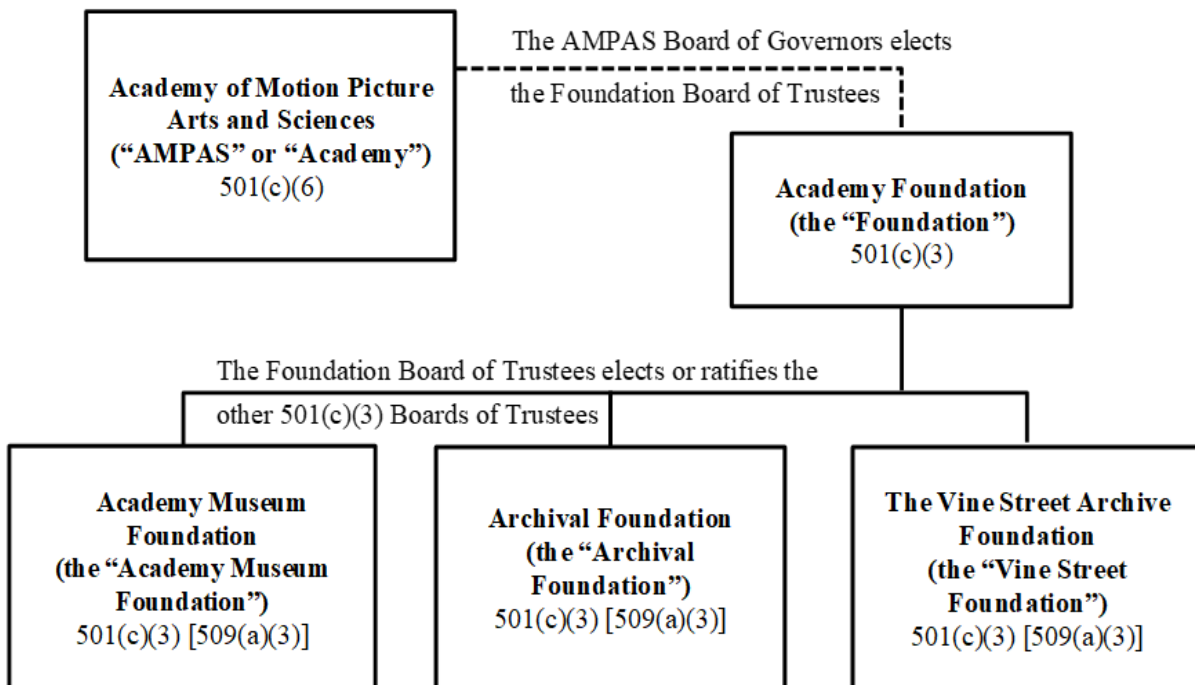 The AMPAS Board of Governors elects
the Foundation Board of Trustees
Academy of Motion Picture
Arts and Sciences
(“AMPAS” or “Academy”)
501(c)(6)
Academy Foundation
(the “Foundation”)
501(c)(3)
The Foundation Board of Trustees elects or ratifies the
other 501(c)(3) Boards of Trustees
Academy Museum
Foundation
(the “Academy Museum
Foundation”)
501(c)(3) [509(a)(3)]
Archival Foundation
(the “Archival
Foundation”)
501(c)(3) [509(a)(3)]
The Vine Street Archive
Foundation
(the “Vine Street
Foundation”)
501(c)(3) [509(a)(3)]